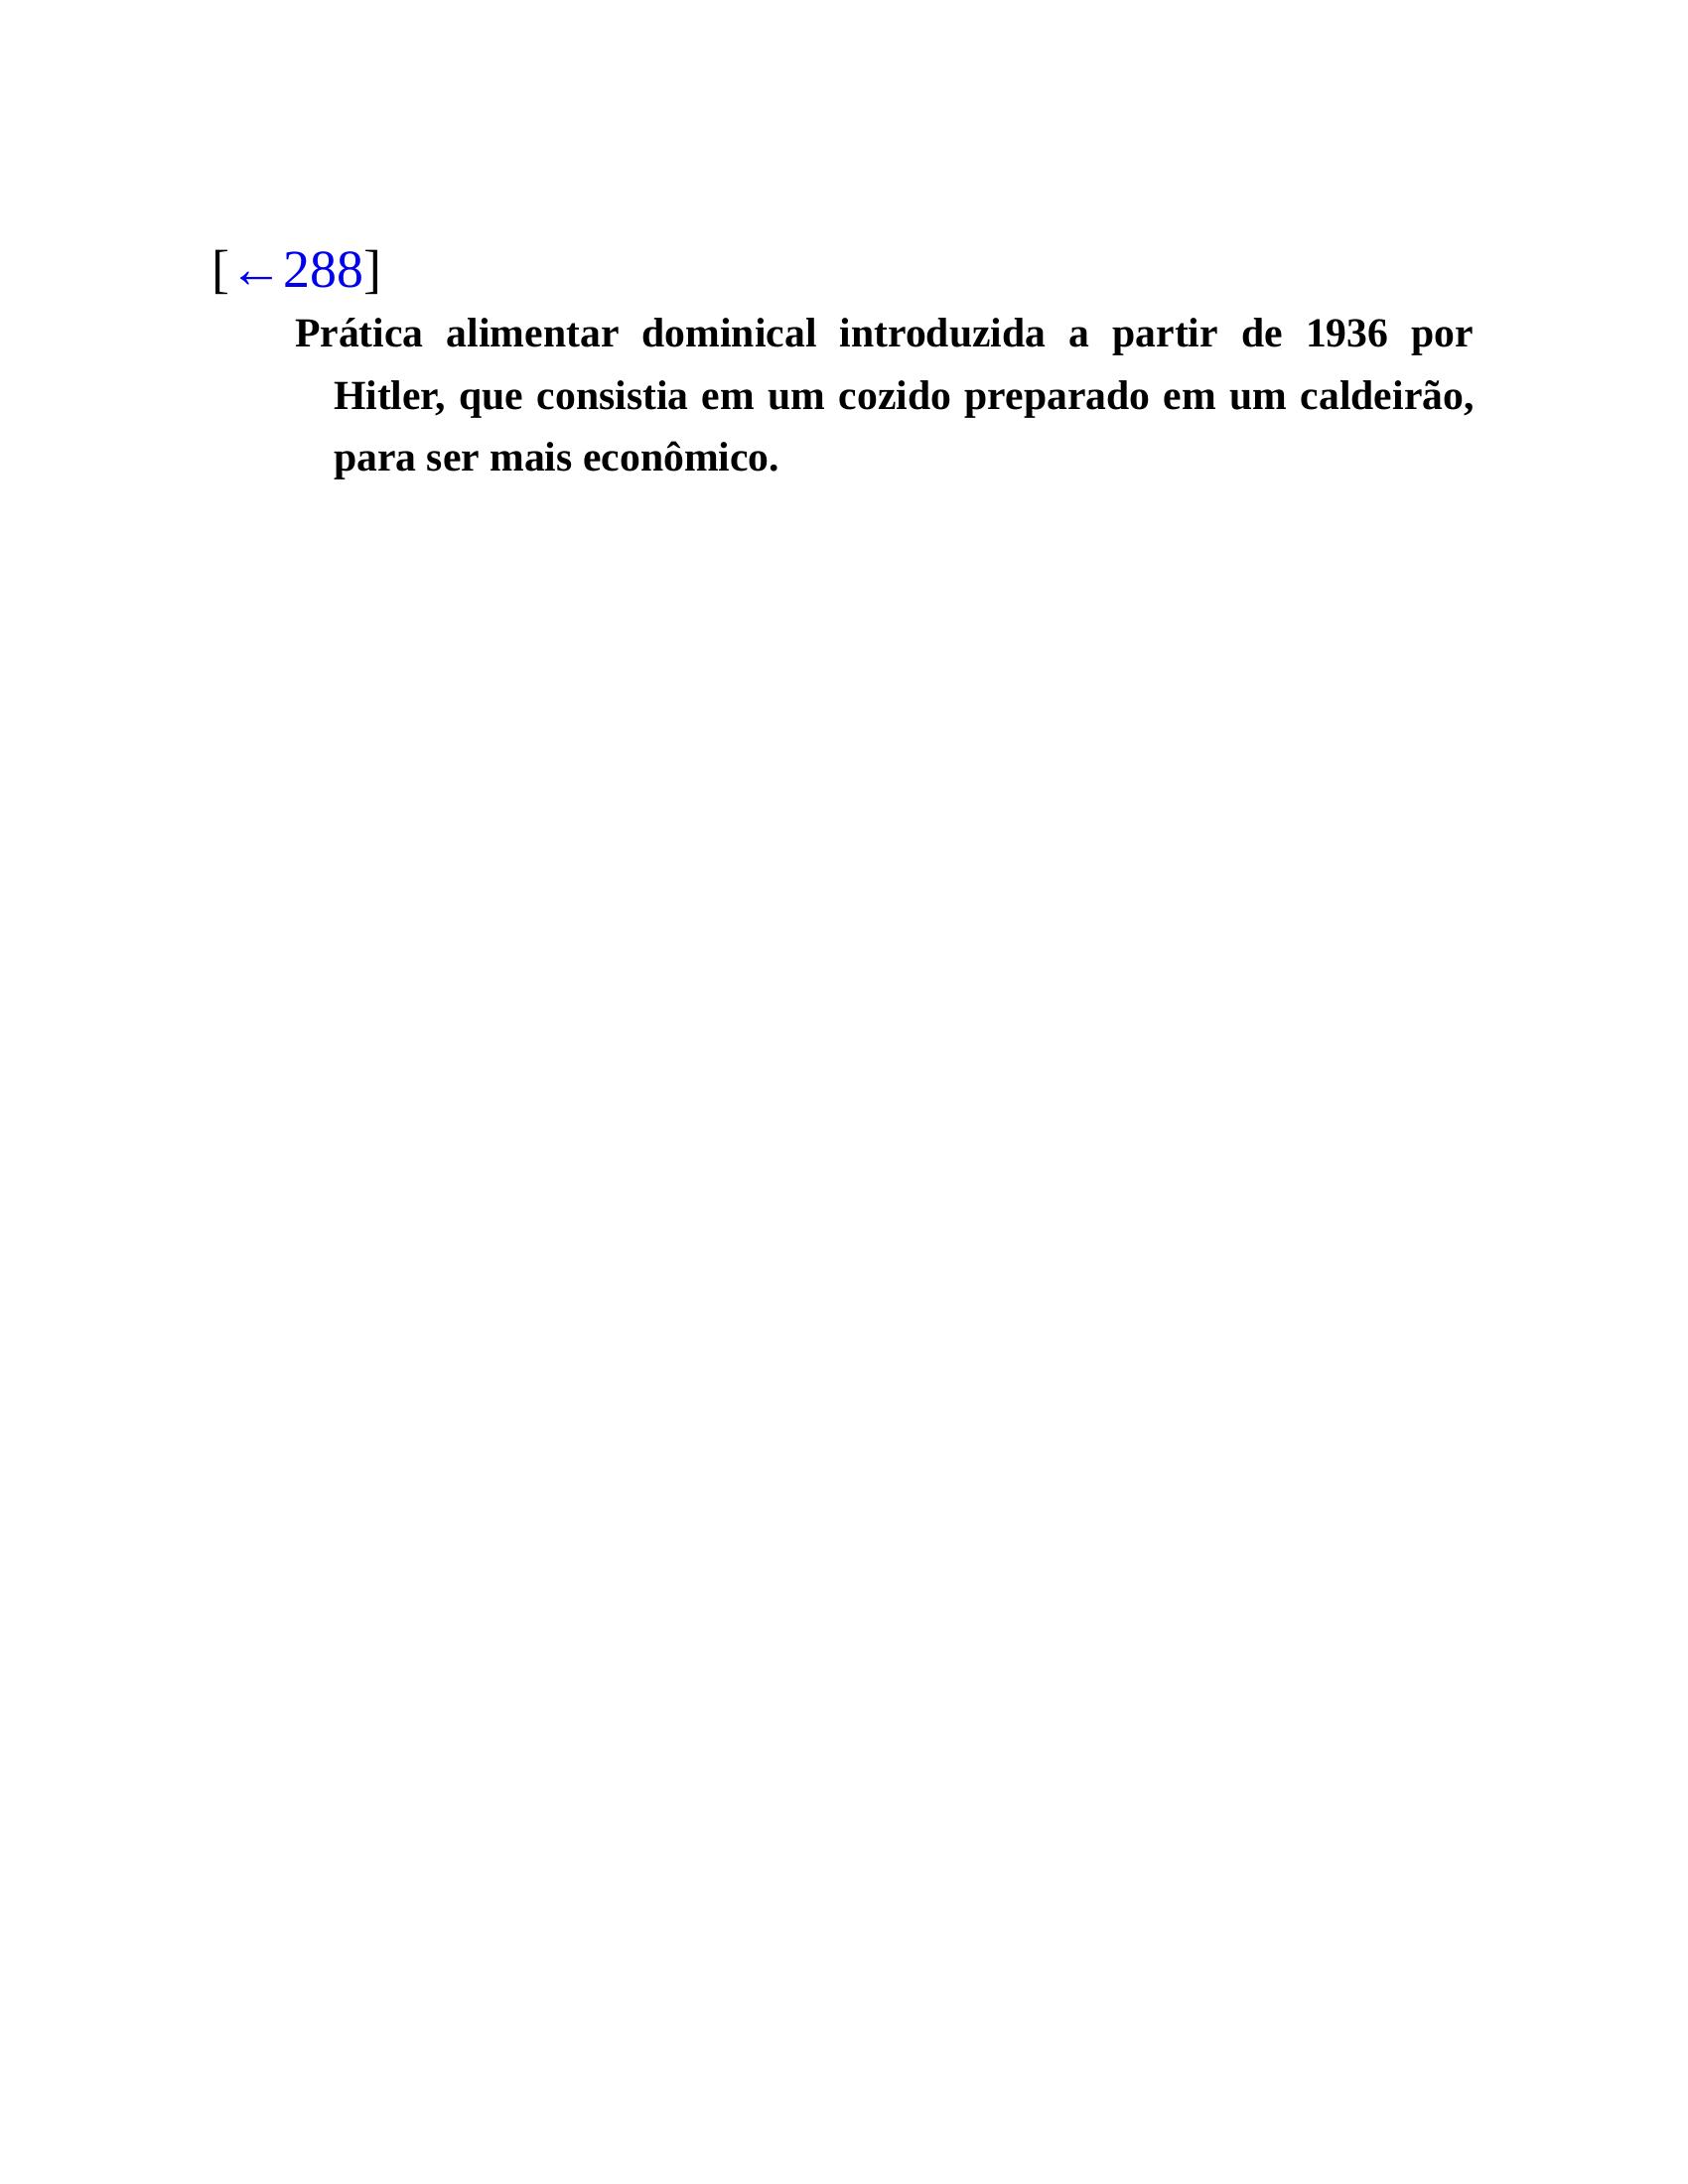 [←288]
Prática alimentar dominical introduzida a partir de 1936 por
Hitler, que consistia em um cozido preparado em um caldeirão,
para ser mais econômico.